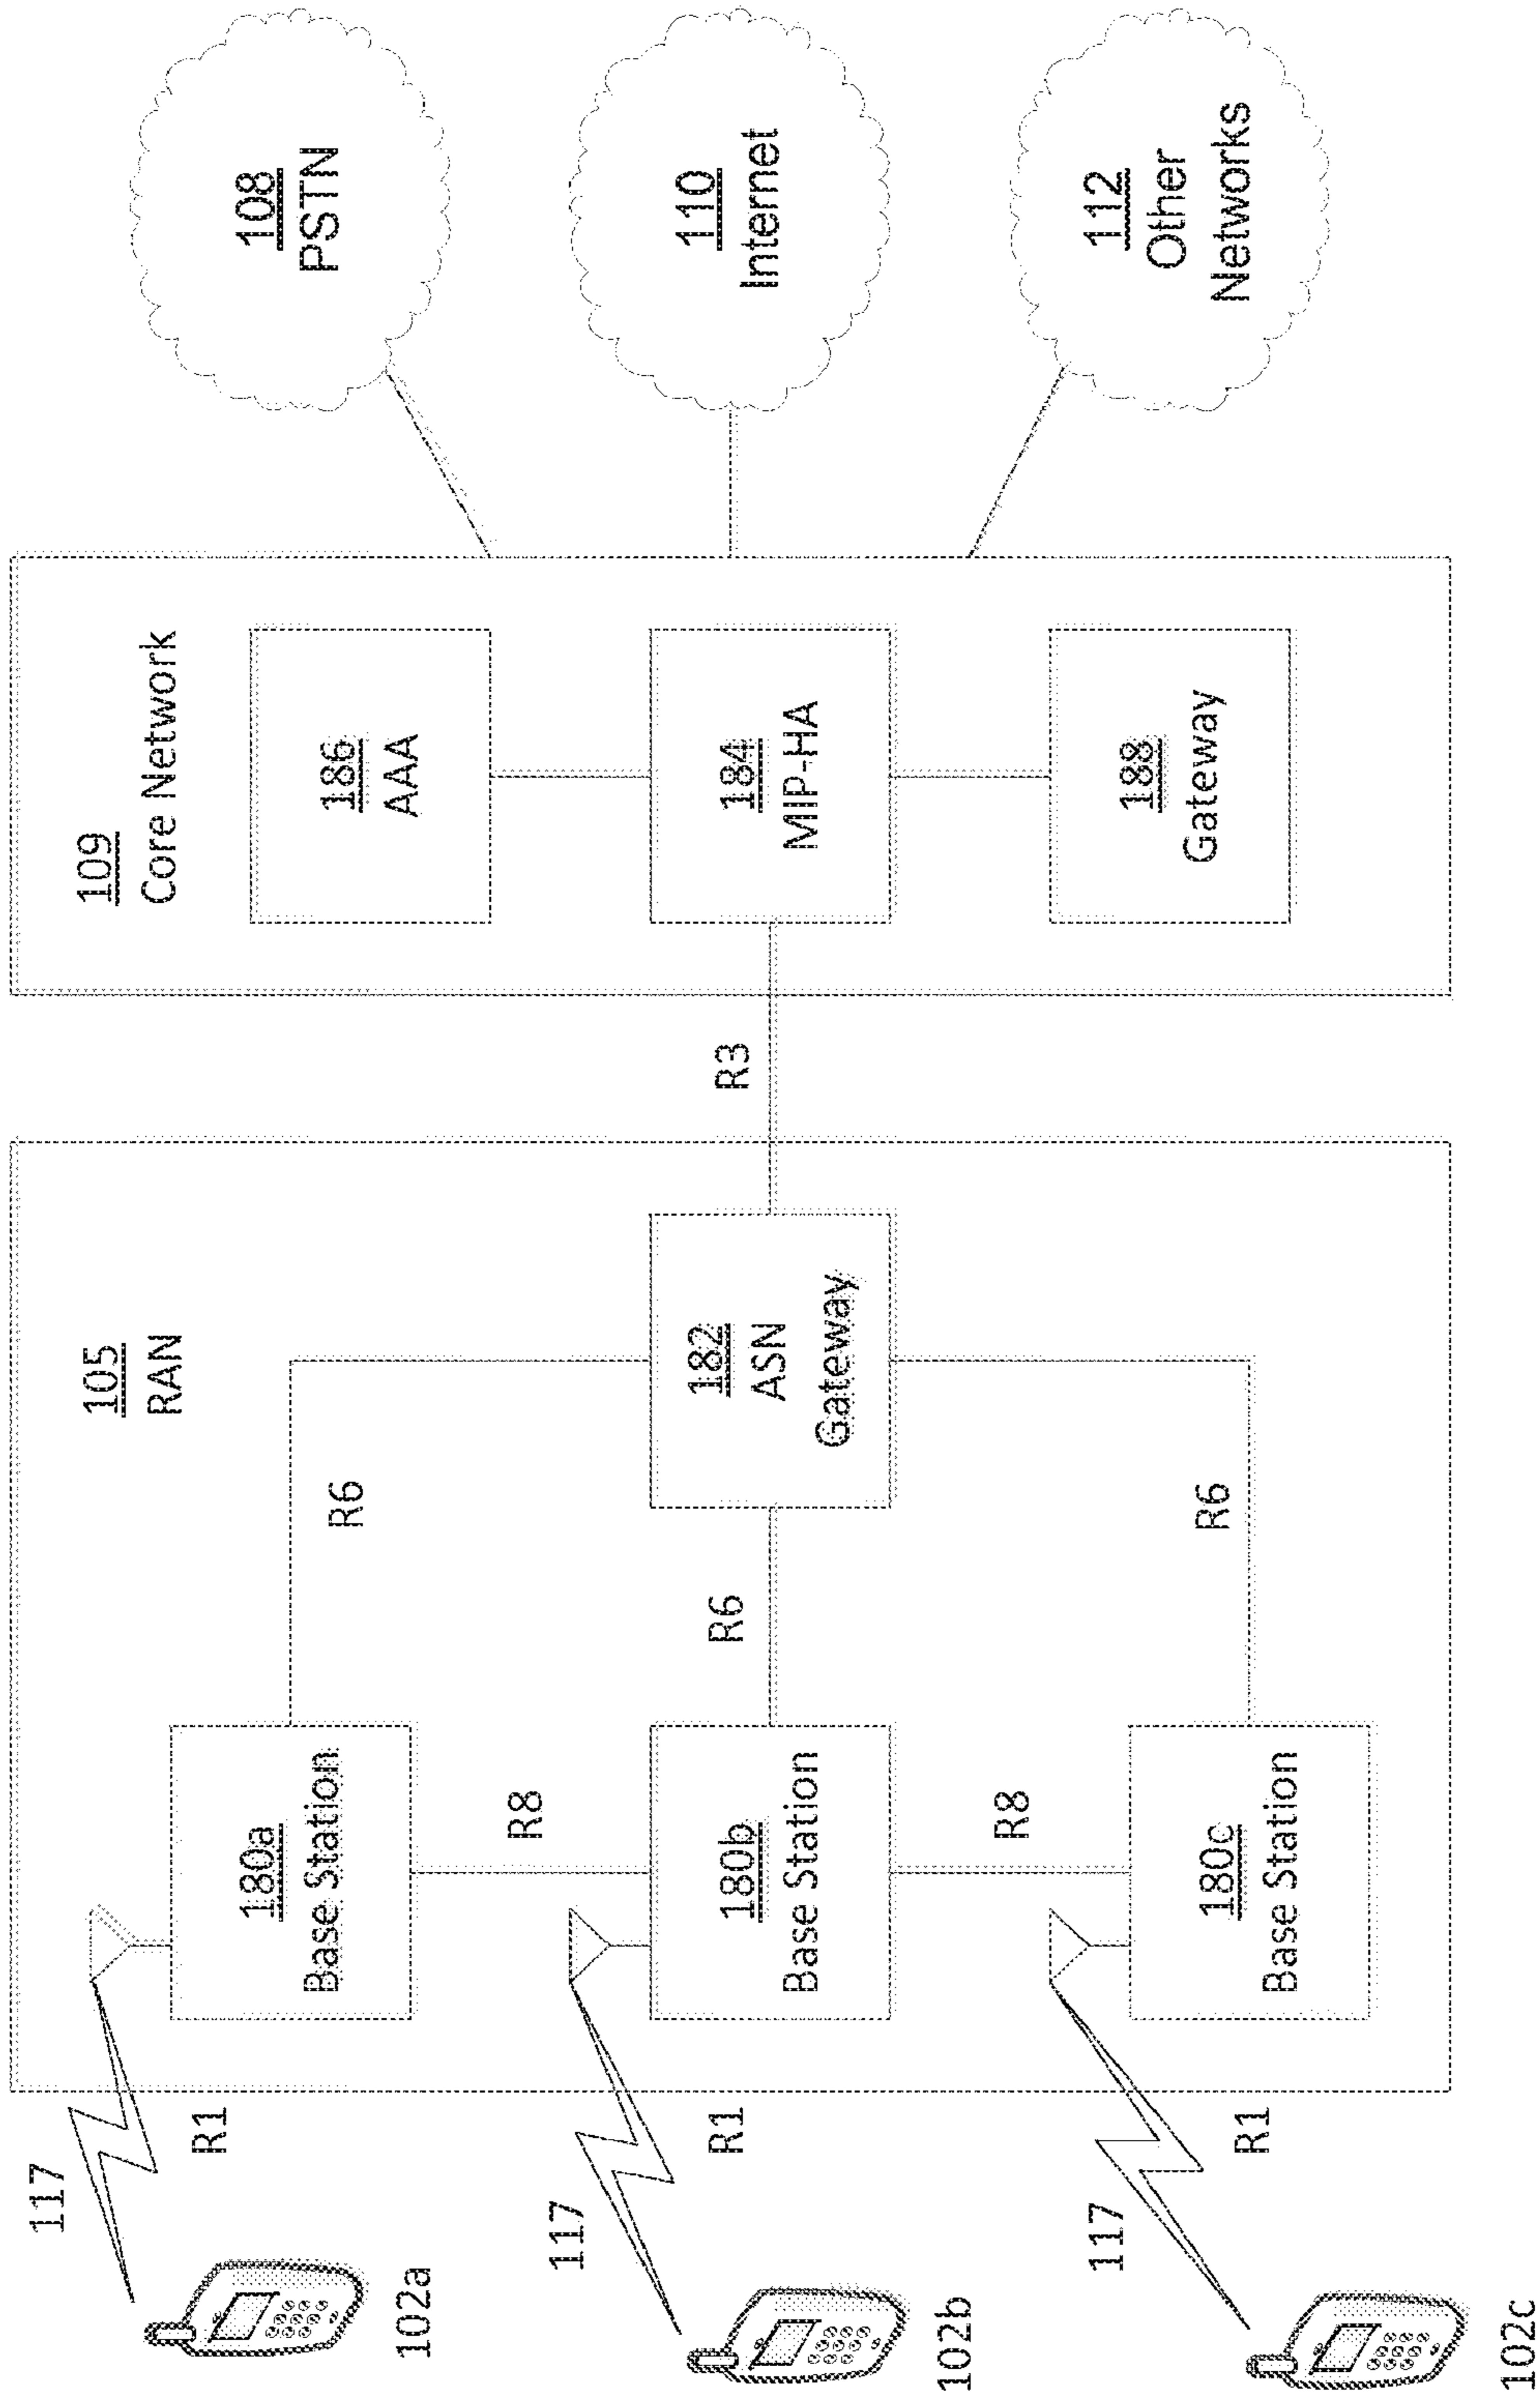 117
R1
102a
180a
Base Station
R6
105
RAN
R8
117
R1
102b
180b
Base Station
R6
182
ASN
Gateway
R8
117
R1
102c
180c
Base Station
R6
R3
109
Core Network
186
AAA
184
MIP-HA
188
Gateway
108
PSTN
110
Internet
112
Other
Networks